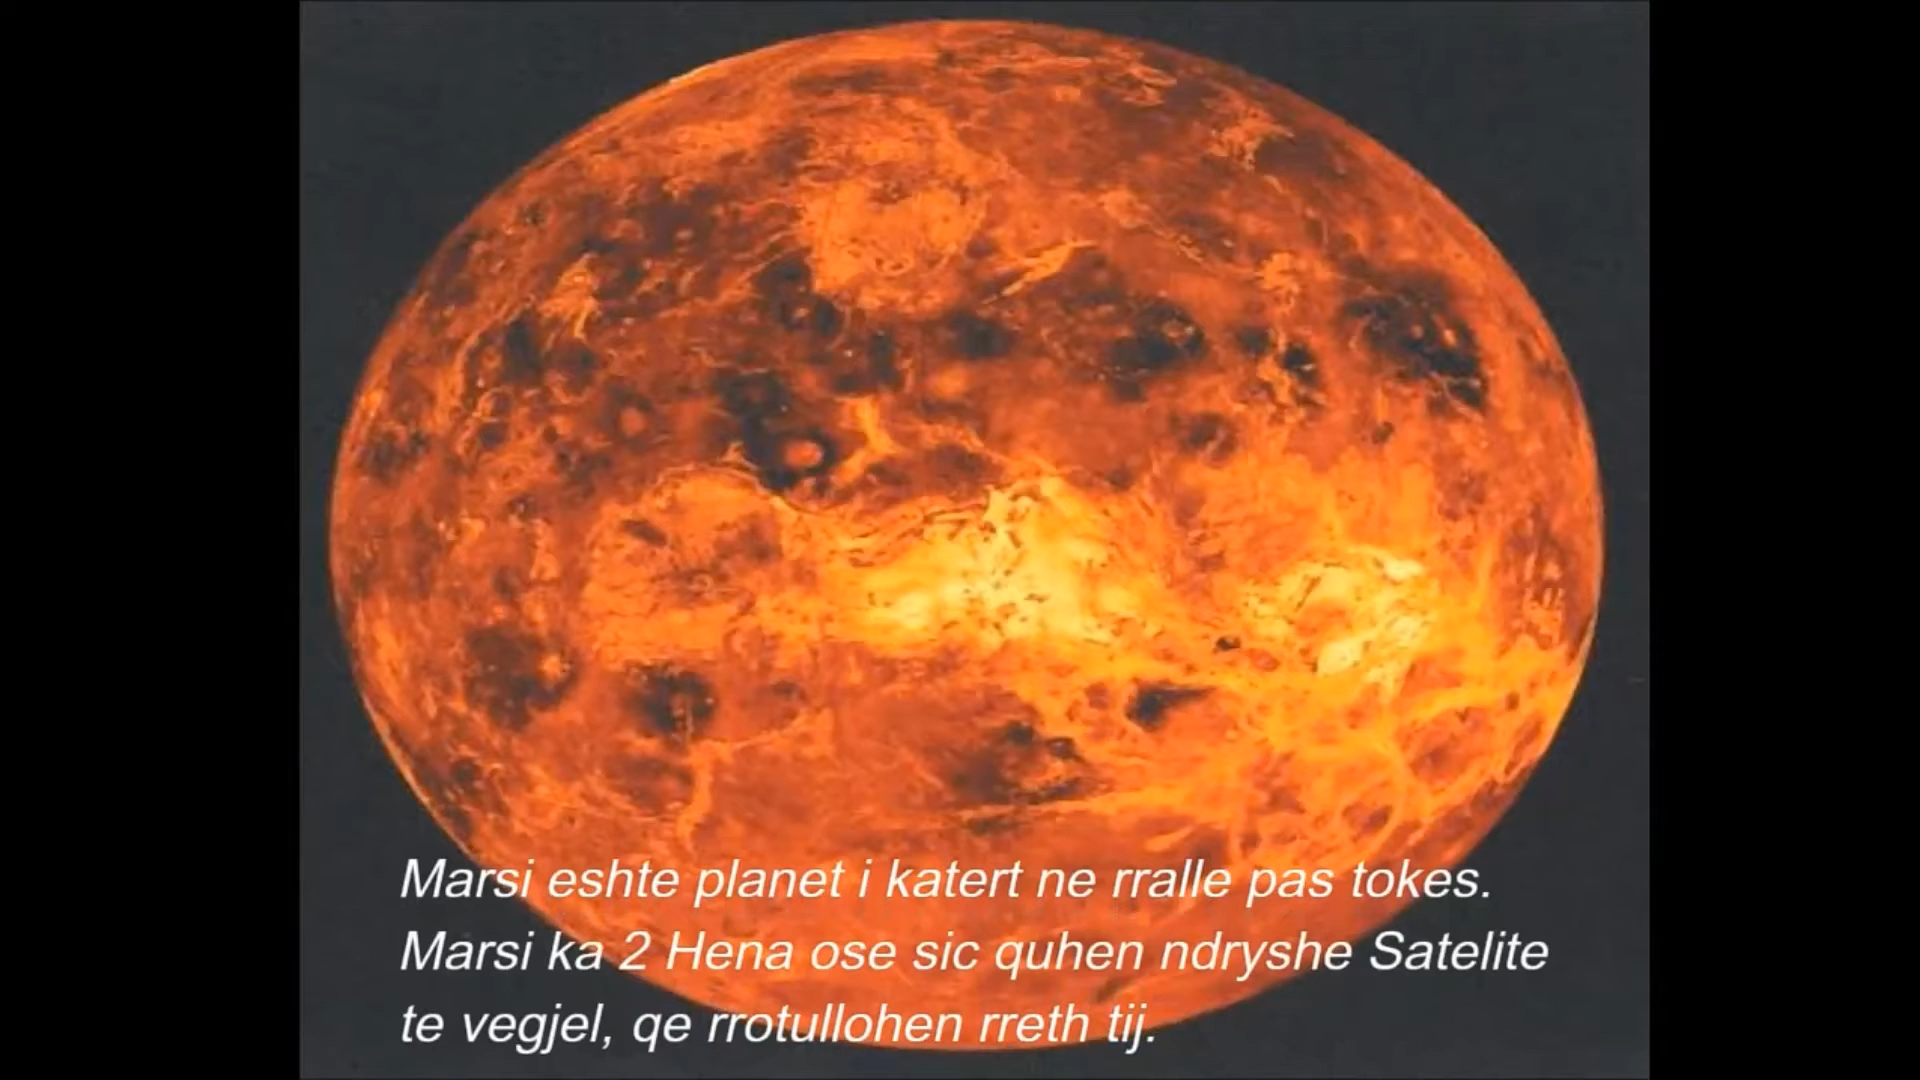 Marsi eshte planet i katert ne rralle pas tokes.
Marsi ka 2 Hena ose sic quhen ndryshe Satelite
te vegjel, qe rrotullohen rreth tij.